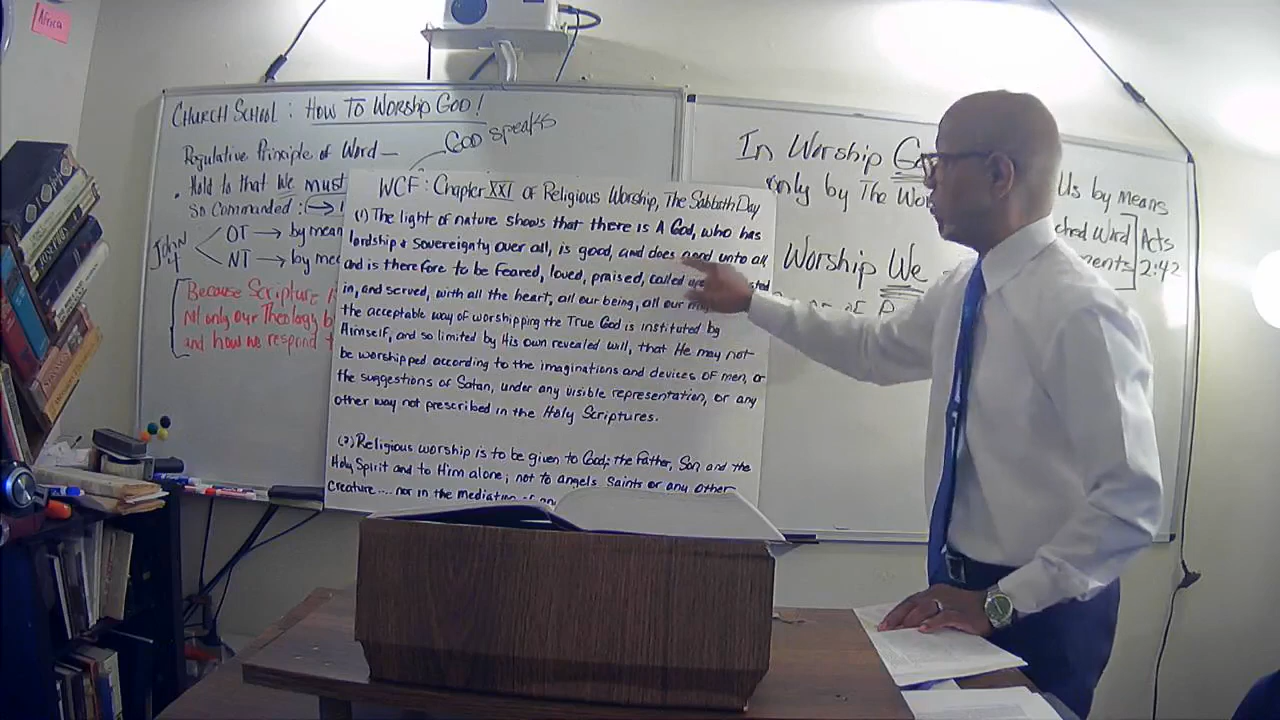 Africa
CHURCH SCHOOL: HOW TO WORSHIP GOD!
GOD speaks
Regulative Principle of Word—
• Hold to that We must
So Commanded:
John 4
OT → by mean
NT → by me
Because Scripture
not only our Theology b
and how we respond
WCF: Chapter XXI of Religious Worship, The Sabbath Day
(1) The light of nature shows that there is A God, who has
lordship & sovereignty over all, is good, and does good unto all
and is therefore to be feared, loved, praised, called
in, and served, with all the heart, all our being, all our
the acceptable way of worshipping the True God is instituted by
Himself, and so limited by His own revealed will, that He may not
be worshipped according to the imaginations and devices OF men, or
the suggestions of Satan, under any visible representation, or any
other way not prescribed in the Holy Scriptures.
(2) Religious worship is to be given to God; the Father, Son and the
Holy Spirit and to Him alone; not to angels Saints or any other
Creature.... nor in the mediation of
In Worship
Us by means
only by The
ched Word
ments
Acts
2:42
Worship We